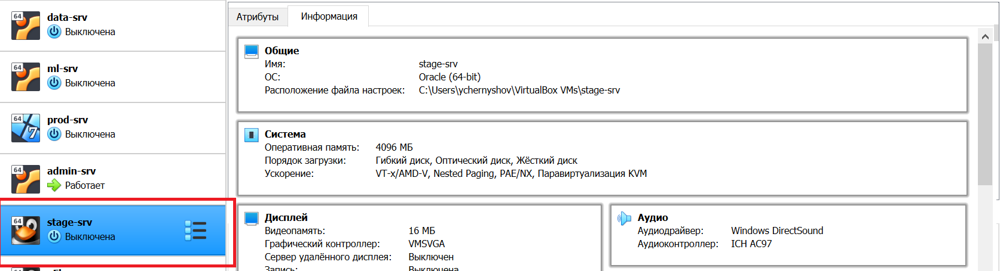 64
data-srv
Выключена
64
ml-srv
Выключена
64
7
prod-srv
Выключена
64
admin-srv
Работает
64
stage-srv
Выключена
64
Атрибуты
Информация
Общие
Имя: stage-srv
ОС: Oracle (64-bit)
Расположение файла настроек: C:\Users\ychernyshov\VirtualBox VMs\stage-srv
Система
Оперативная память: 4096 МБ
Порядок загрузки: Гибкий диск, Оптический диск, Жёсткий диск
Ускорение: VT-x/AMD-V, Nested Paging, PAE/NX, Паравиртуализация KVM
Дисплей
Видеопамять: 16 МБ
Графический контроллер: VMSVGA
Сервер удалённого дисплея: Выключен
Запись: Выключена
Аудио
Аудиодрайвер: Windows DirectSound
Аудиоконтроллер: ICH AC97